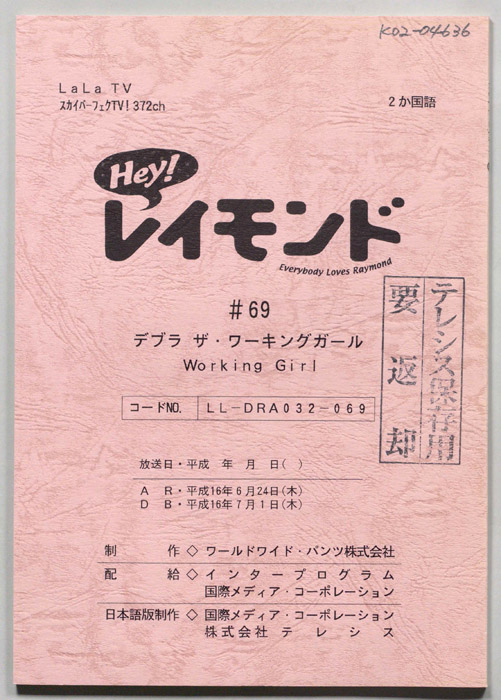 K02-04636
LaLa TV
スカイパーフェクTV! 372ch
2か国語
Hey!
レイモンド
Everybody Loves Raymond
テレシス保存用
要返却
#69
デブラ ザ・ワーキングガール
Working Girl
コードNO. LL-DRA032-069
放送日・平成 年 月 日( )
A R・平成16年6月24日(木)
D B・平成16年7月1日(木)
制 作◇ワールドワイド・パンツ株式会社
配 給◇インタープログラム
国際メディア・コーポレーション
日本語版制作◇国際メディア・コーポレーション
株式会社テレシス